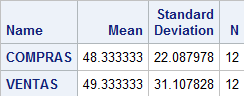 Name Mean Standard Deviation N
COMPRAS 48.333333 22.087978 12
VENTAS 49.333333 31.107828 12